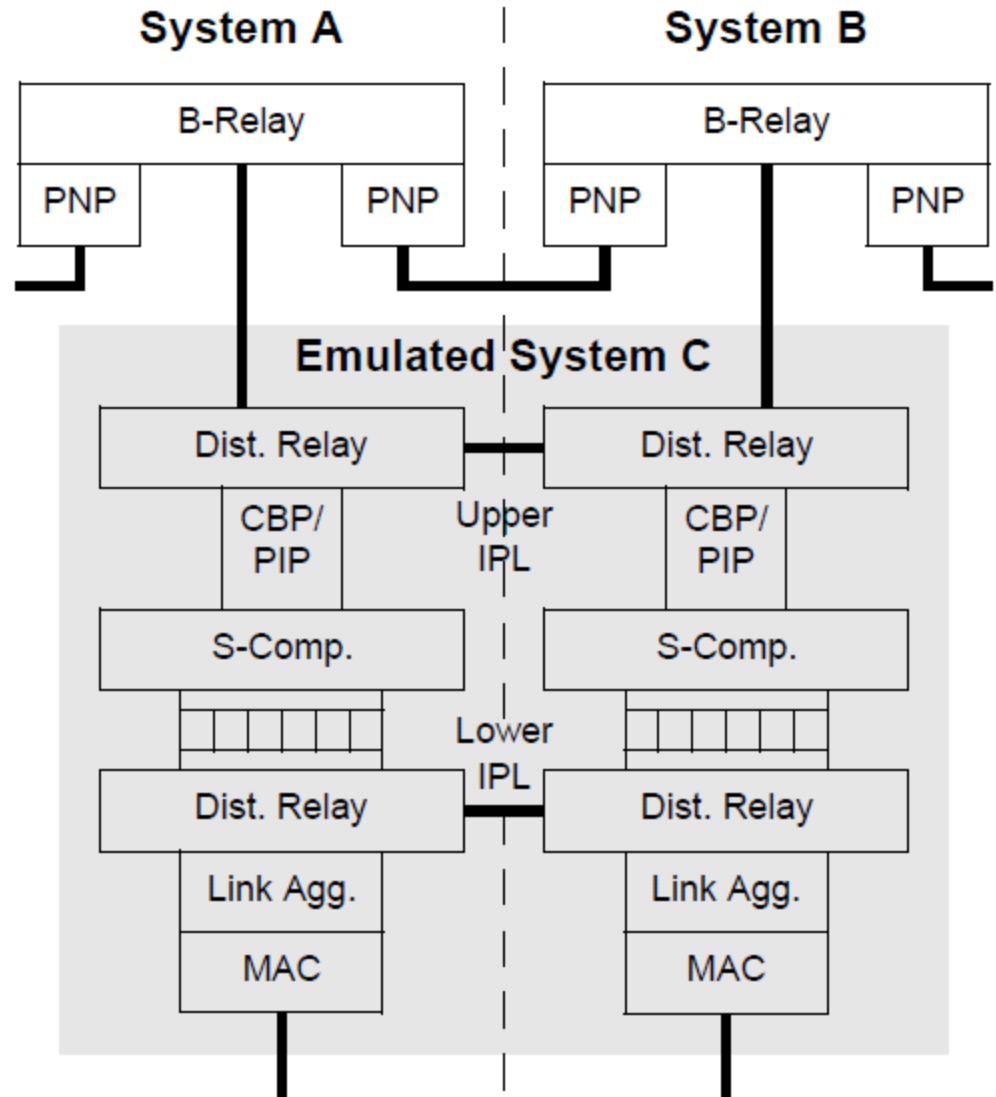 System A
System B
B-Relay
B-Relay
PNP
PNP
PNP
PNP
Emulated System C
Dist. Relay
Dist. Relay
CBP/
PIP
Upper
IPL
CBP/
PIP
S-Comp.
S-Comp.
Lower
IPL
Dist. Relay
Dist. Relay
Link Agg.
Link Agg.
MAC
MAC